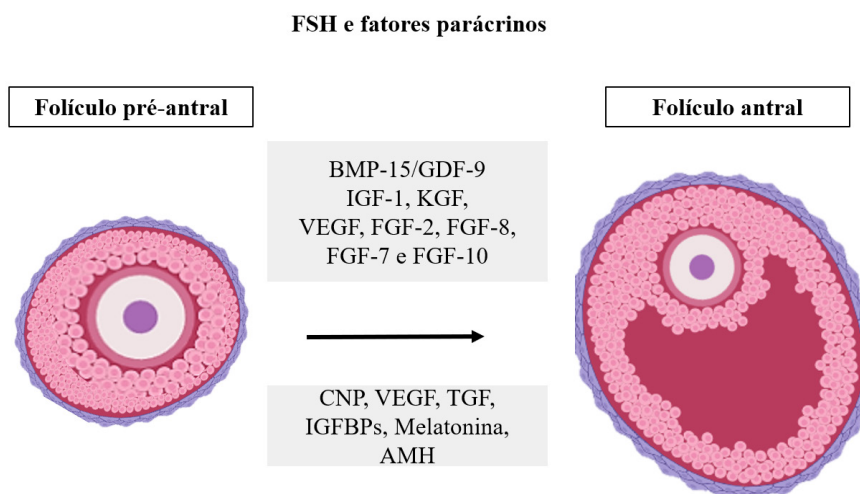 FSH e fatores parácrinos
Folículo pré-antral
Folículo antral
BMP-15/GDF-9
IGF-1, KGF,
VEGF, FGF-2, FGF-8,
FGF-7 e FGF-10
CNP, VEGF, TGF,
IGFBPs, Melatonina,
AMH